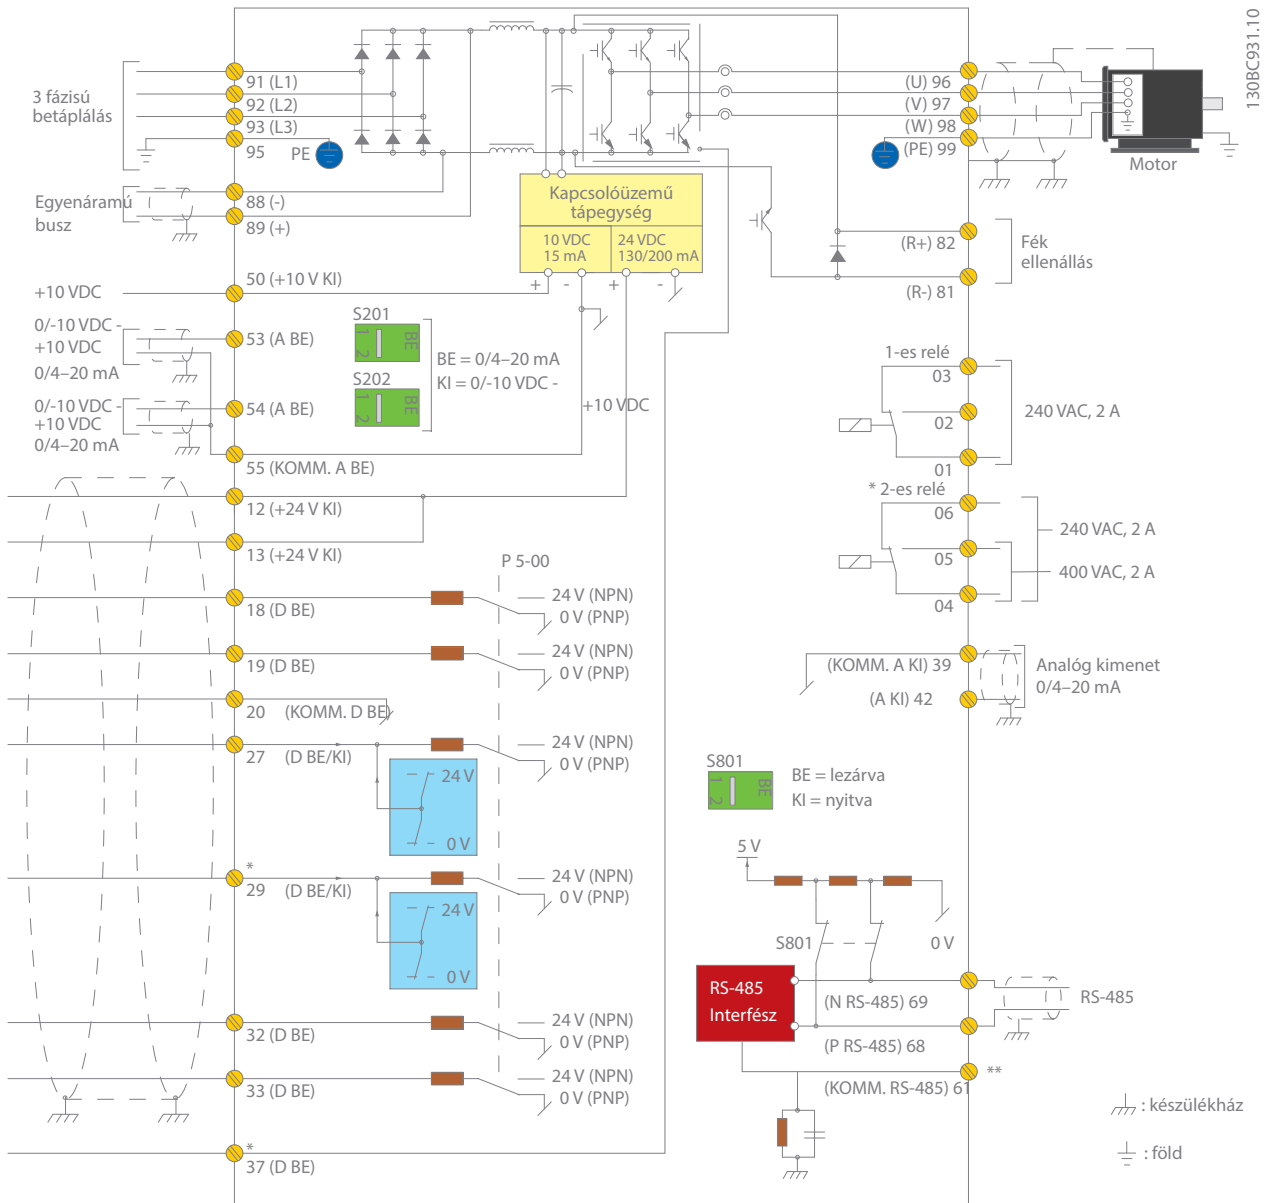 130BC931.10
3 fázisú
betáplálás
91 (L1)
92 (L2)
93 (L3)
95
PE
Egyenáramú
busz
88 (-)
89 (+)
50 (+10 V KI)
+10 VDC
0/-10 VDC -
+10 VDC
0/4–20 mA
53 (A BE)
0/-10 VDC -
+10 VDC
0/4–20 mA
54 (A BE)
55 (KOMM. A BE)
12 (+24 V KI)
13 (+24 V KI)
18 (D BE)
19 (D BE)
20 (KOMM. D BE)
27 (D BE/KI)
*
29 (D BE/KI)
32 (D BE)
33 (D BE)
*
37 (D BE)
Kapcsolóüzemű
tápegység
10 VDC
15 mA
24 VDC
130/200 mA
+ - + -
S201
1 2 BE
S202
1 2 BE
BE = 0/4–20 mA
KI = 0/-10 VDC -
+10 VDC
P 5-00
24 V (NPN)
0 V (PNP)
24 V (NPN)
0 V (PNP)
24 V (NPN)
0 V (PNP)
24 V
0 V
24 V (NPN)
0 V (PNP)
24 V
0 V
24 V (NPN)
0 V (PNP)
24 V (NPN)
0 V (PNP)
(U) 96
(V) 97
(W) 98
(PE) 99
Motor
(R+) 82
(R-) 81
Fék
ellenállás
1-es relé
03
02
01
240 VAC, 2 A
* 2-es relé
06
05
04
240 VAC, 2 A
400 VAC, 2 A
(KOMM. A KI) 39
(A KI) 42
Analóg kimenet
0/4–20 mA
S801
1 2 BE
BE = lezárva
KI = nyitva
5 V
S801
0 V
RS-485
Interfész
(N RS-485) 69
(P RS-485) 68
(KOMM. RS-485) 61
**
RS-485
: készülékház
: föld